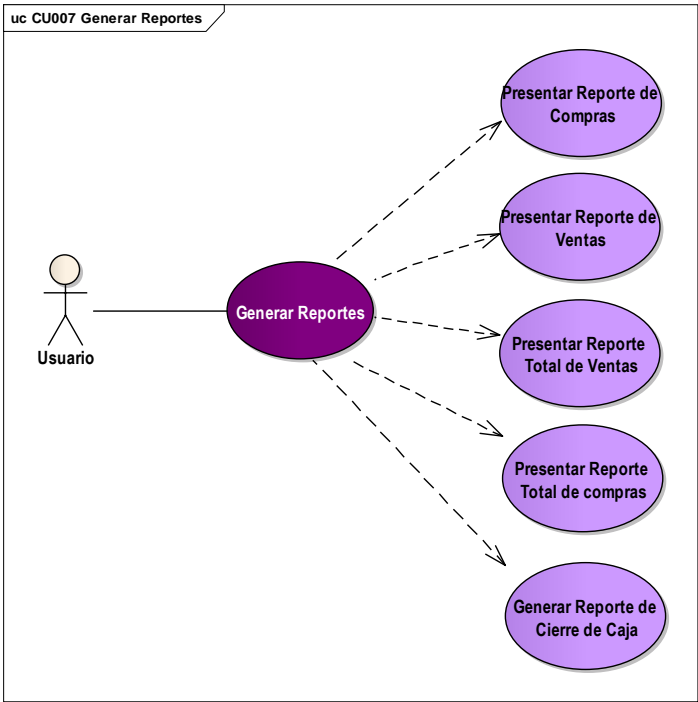 uc CU007 Generar Reportes
Presentar Reporte de
Compras
Presentar Reporte de
Ventas
Generar Reportes
Usuario
Presentar Reporte
Total de Ventas
Presentar Reporte
Total de compras
Generar Reporte de
Cierre de Caja